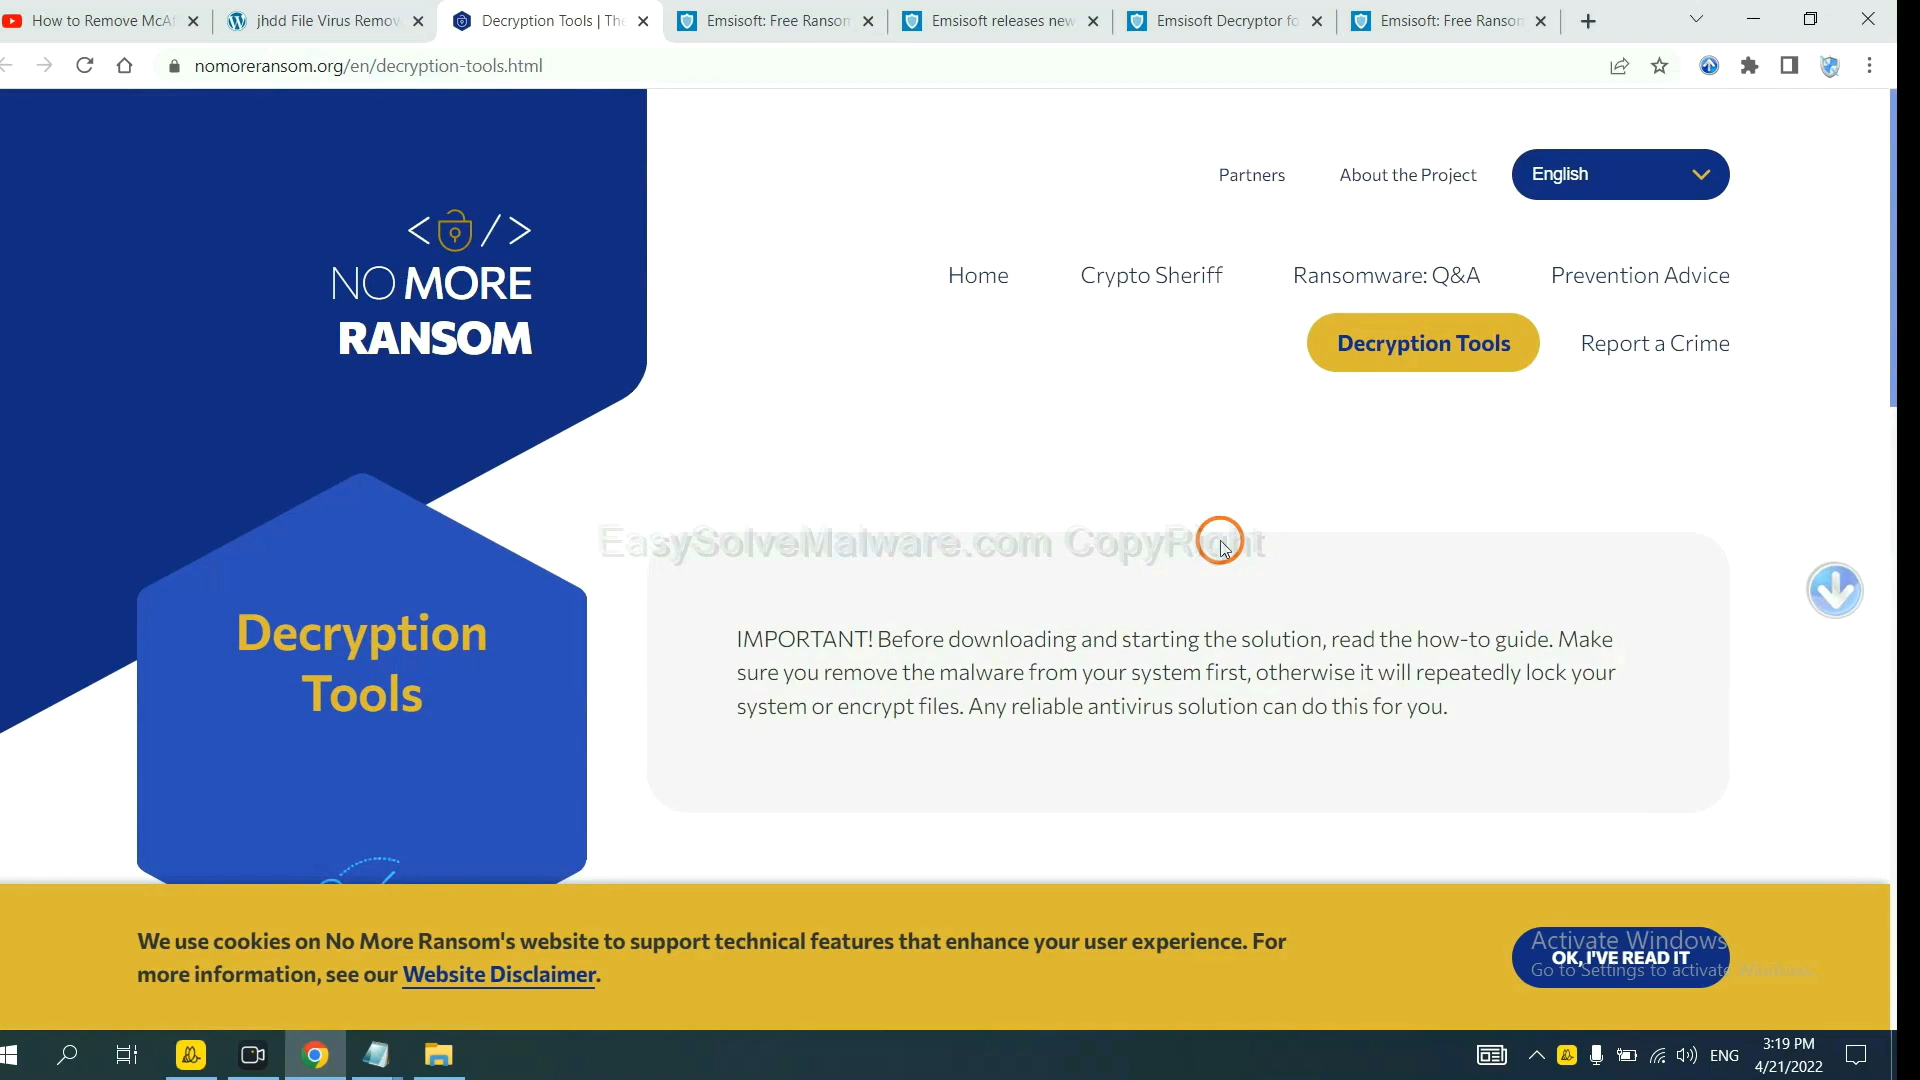 How to Remove McAf
jhdd File Virus Remov
Decryption Tools | The
Emsisoft: Free Ransom
Emsisoft releases new
Emsisoft Decryptor fo
Emsisoft: Free Ransom
nomoreransom.org/en/decryption-tools.html
Partners
About the Project
English
NO MORE
RANSOM
Home
Crypto Sheriff
Ransomware: Q&A
Prevention Advice
Decryption Tools
Report a Crime
EasySolveMalware.com CopyRight
Decryption
Tools
IMPORTANT! Before downloading and starting the solution, read the how-to guide. Make
sure you remove the malware from your system first, otherwise it will repeatedly lock your
system or encrypt files. Any reliable antivirus solution can do this for you.
We use cookies on No More Ransom's website to support technical features that enhance your user experience. For
more information, see our Website Disclaimer.
OK, I'VE READ IT
Activate Windows
Go to Settings to activate Windows.
ENG
3:19 PM
4/21/2022